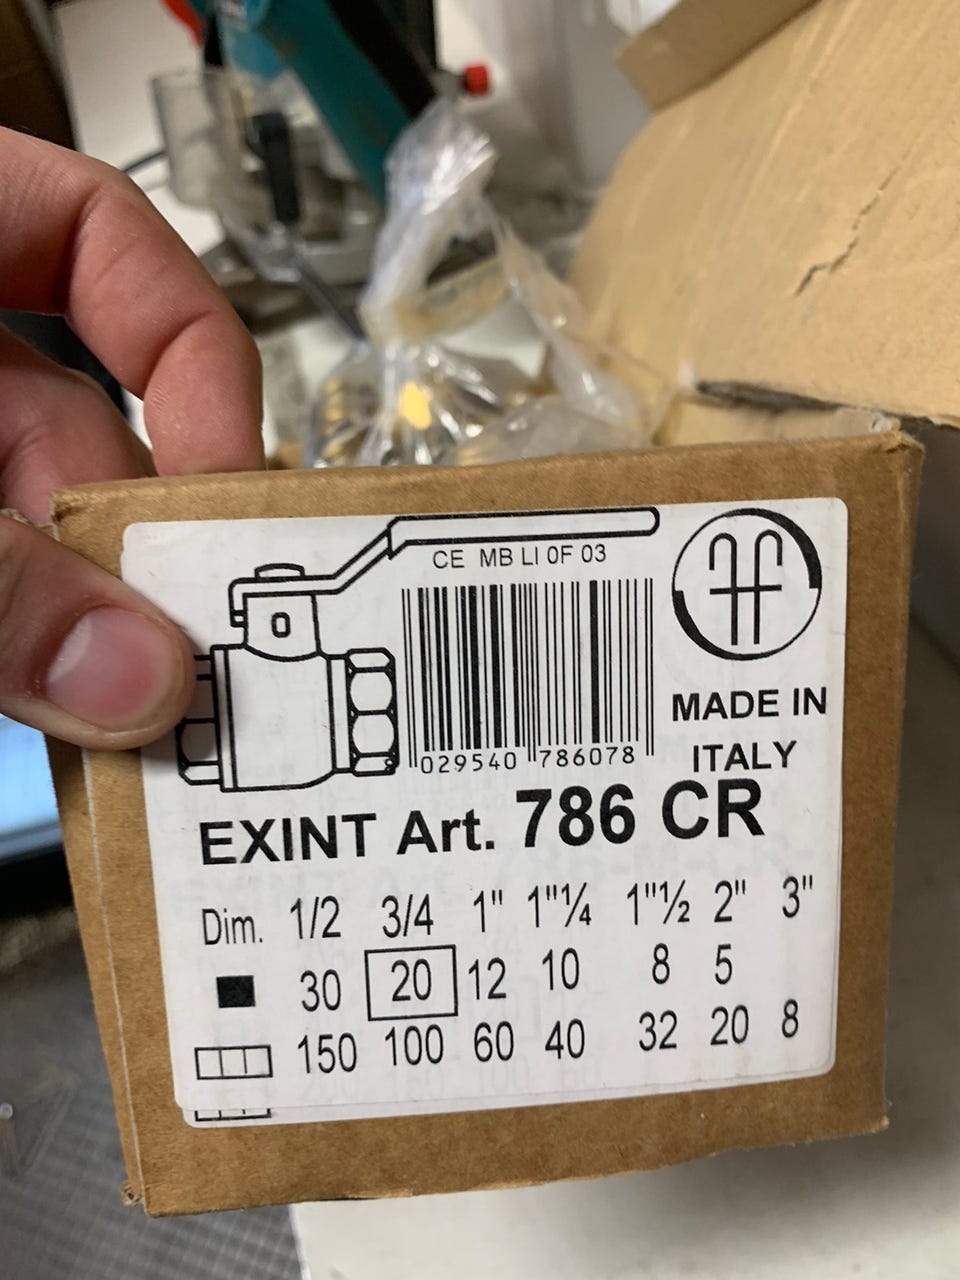 CE MB LI 0F 03
029540 786078
MADE IN
ITALY
EXINT Art. 786 CR
Dim. 1/2 3/4 1" 1"¼ 1"½ 2" 3"
30 20 12 10 8 5
150 100 60 40 32 20 8